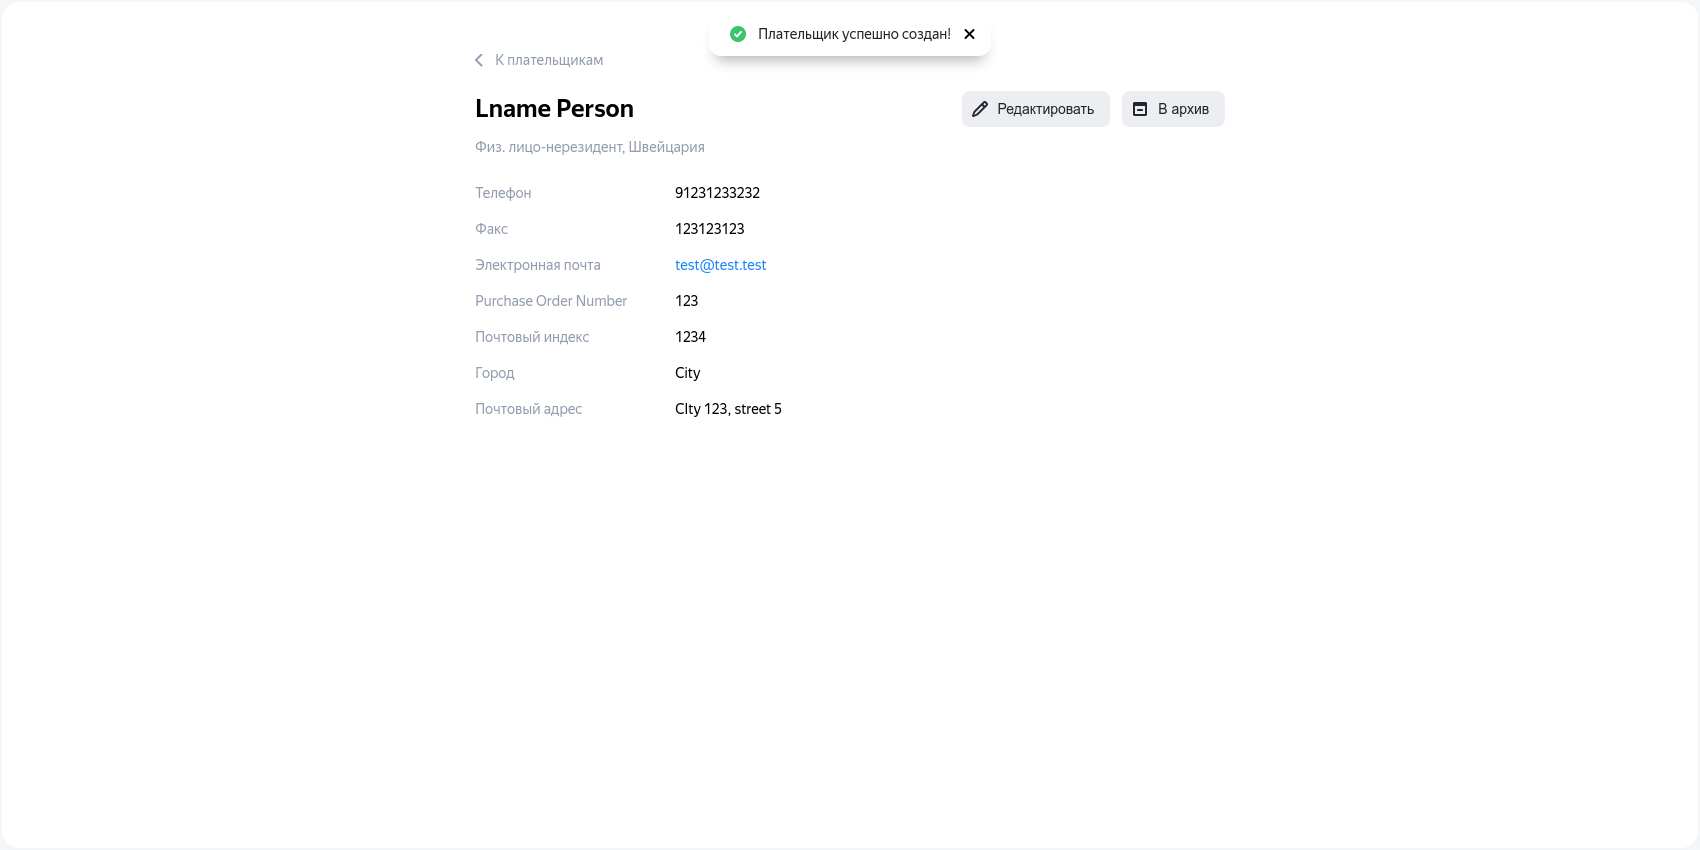 Плательщик успешно создан!
К плательщикам
Lname Person
Редактировать
В архив
Физ. лицо-нерезидент, Швейцария
Телефон 91231233232
Факс 123123123
Электронная почта test@test.test
Purchase Order Number 123
Почтовый индекс 1234
Город City
Почтовый адрес CIty 123, street 5